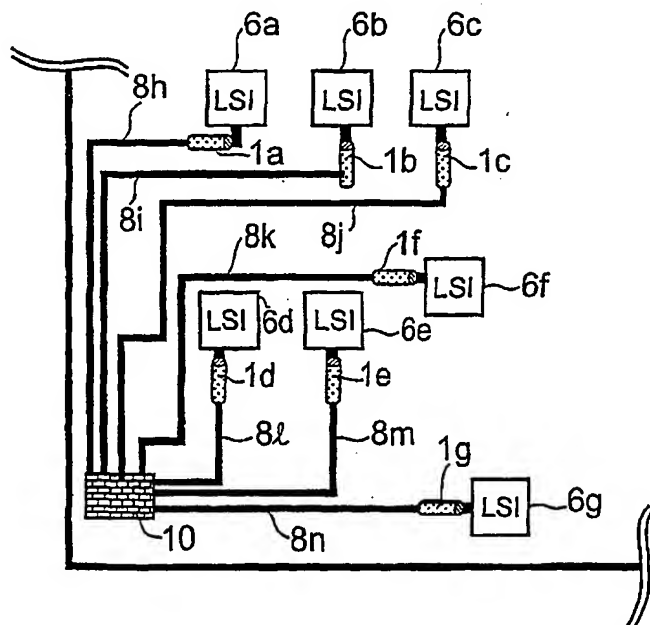 6a 6b 6c
8h LSI LSI LSI
1a 1b 1c
8i 8j
8k 1f
LSI 6d LSI LSI 6f
6e
1d 1e
8ℓ 8m
1g
LSI 6g
10 8n